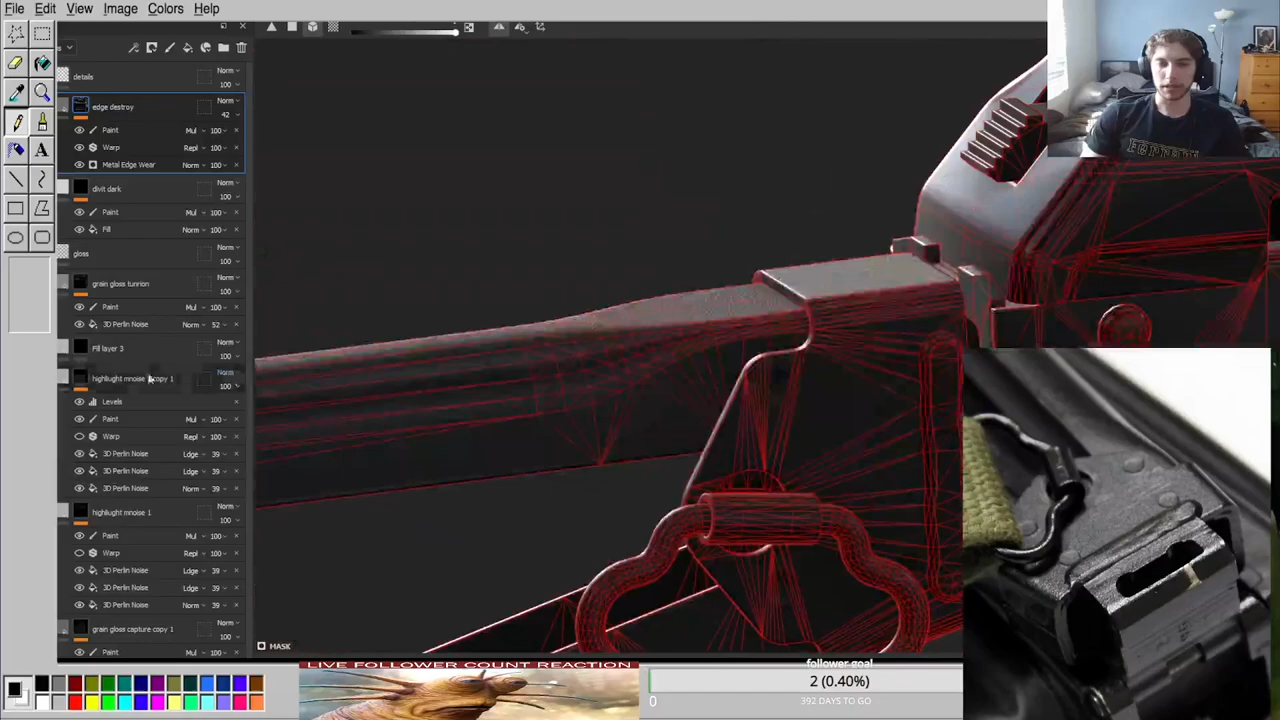 File Edit View Image Colors Help
details Norm 100
edge destroy Norm 42
Paint Mul 100
Warp Repl 100
Metal Edge Wear Norm 100
divit dark Norm 100
Paint Mul 100
Fill Norm 100
gloss Norm 100
grain gloss tunrion Norm 100
Paint Mul 100
3D Perlin Noise Norm 52
Fill layer 3 Norm 100
highlught mnoise copy 1 Norm 100
Levels
Paint Mul 100
Warp Repl 100
3D Perlin Noise Ldge 39
3D Perlin Noise Ldge 39
3D Perlin Noise Norm 39
highlught mnoise 1 Norm 100
Paint Mul 100
Warp Repl 100
3D Perlin Noise Ldge 39
3D Perlin Noise Ldge 39
3D Perlin Noise Norm 39
grain gloss capture copy 1 Norm 100
Paint Mul 100
MASK
A
LIVE FOLLOWER COUNT REACTION
follower goal
2 (0.40%)
0
392 DAYS TO GO
Ferrari